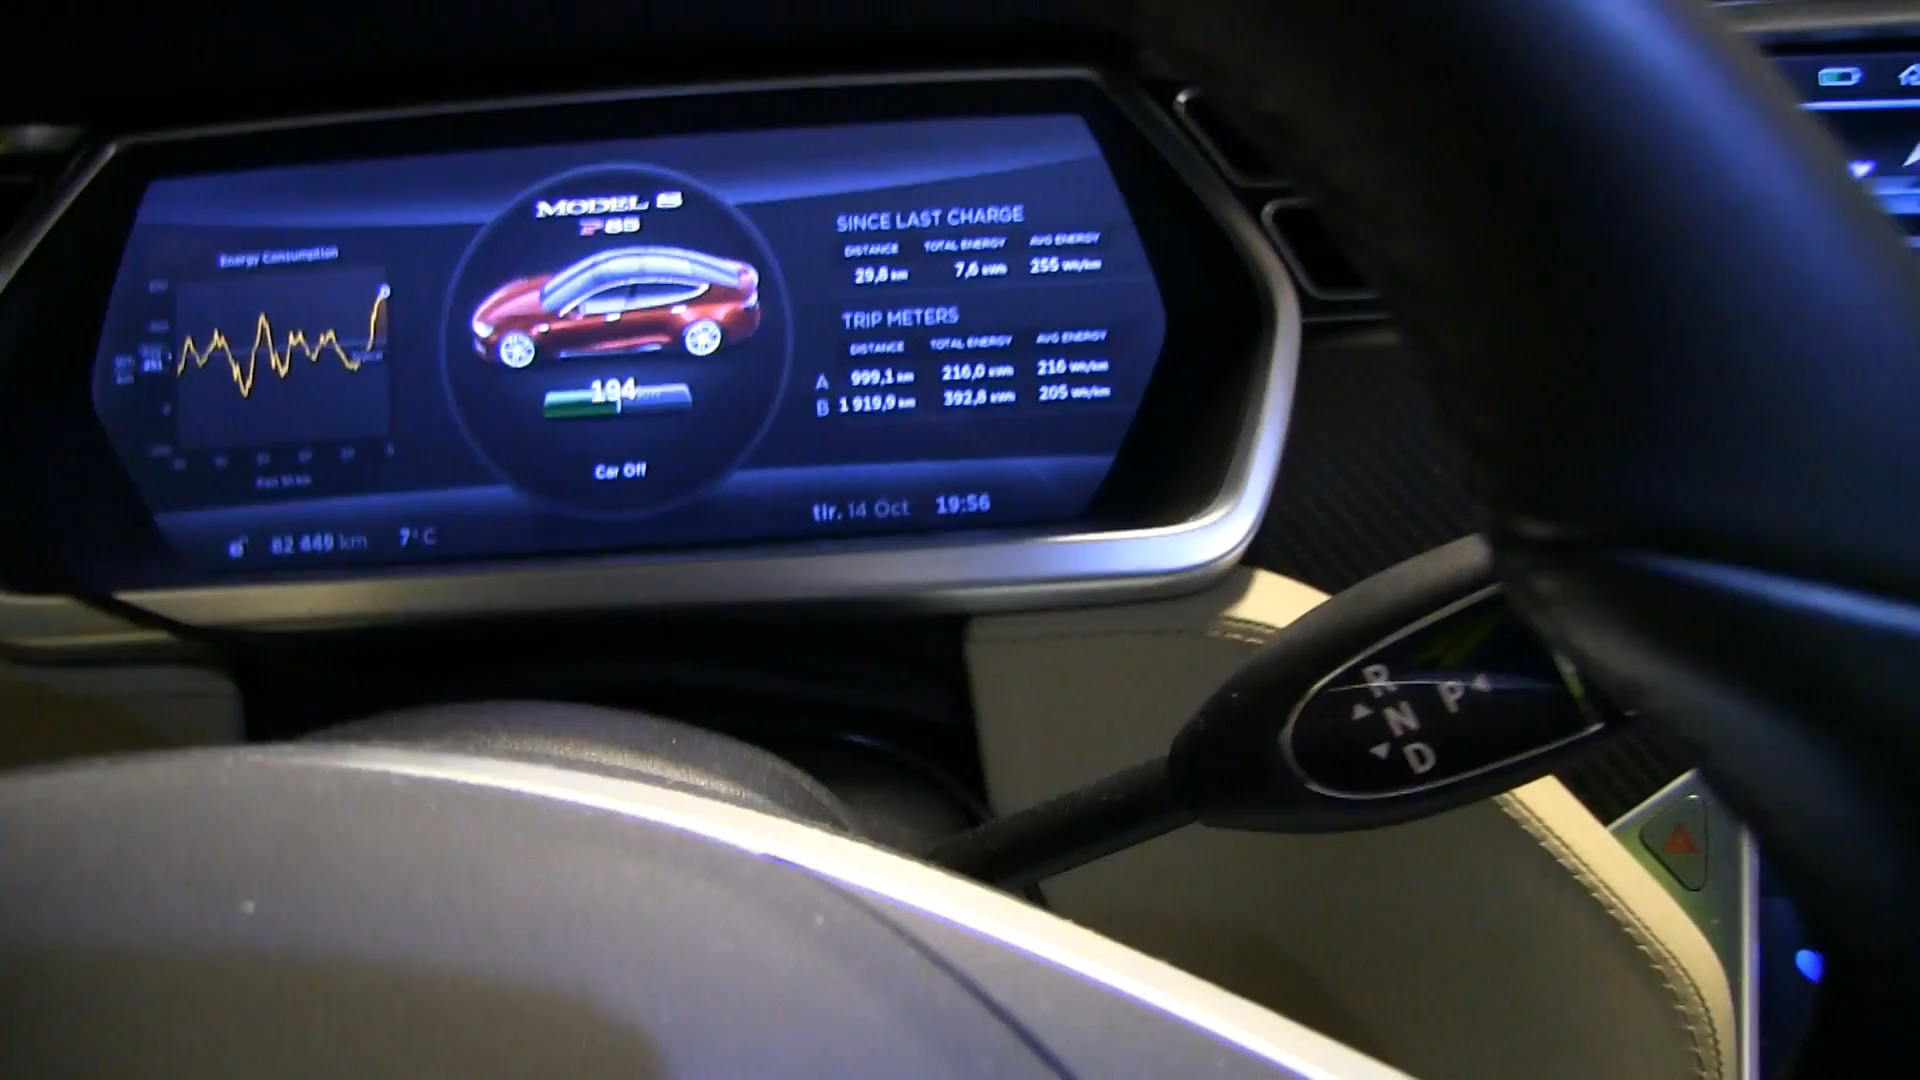 MODEL S
P85
Energy Consumption
194 km
Car Off
SINCE LAST CHARGE
DISTANCE TOTAL ENERGY AVG ENERGY
29,8 km 7,6 kWh 255 Wh/km
TRIP METERS
DISTANCE TOTAL ENERGY AVG ENERGY
A 999,1 km 216,0 kWh 216 Wh/km
B 1 919,9 km 392,8 kWh 205 Wh/km
82 449 km 7°C
tir. 14 Oct 19:56
R
N
D
P